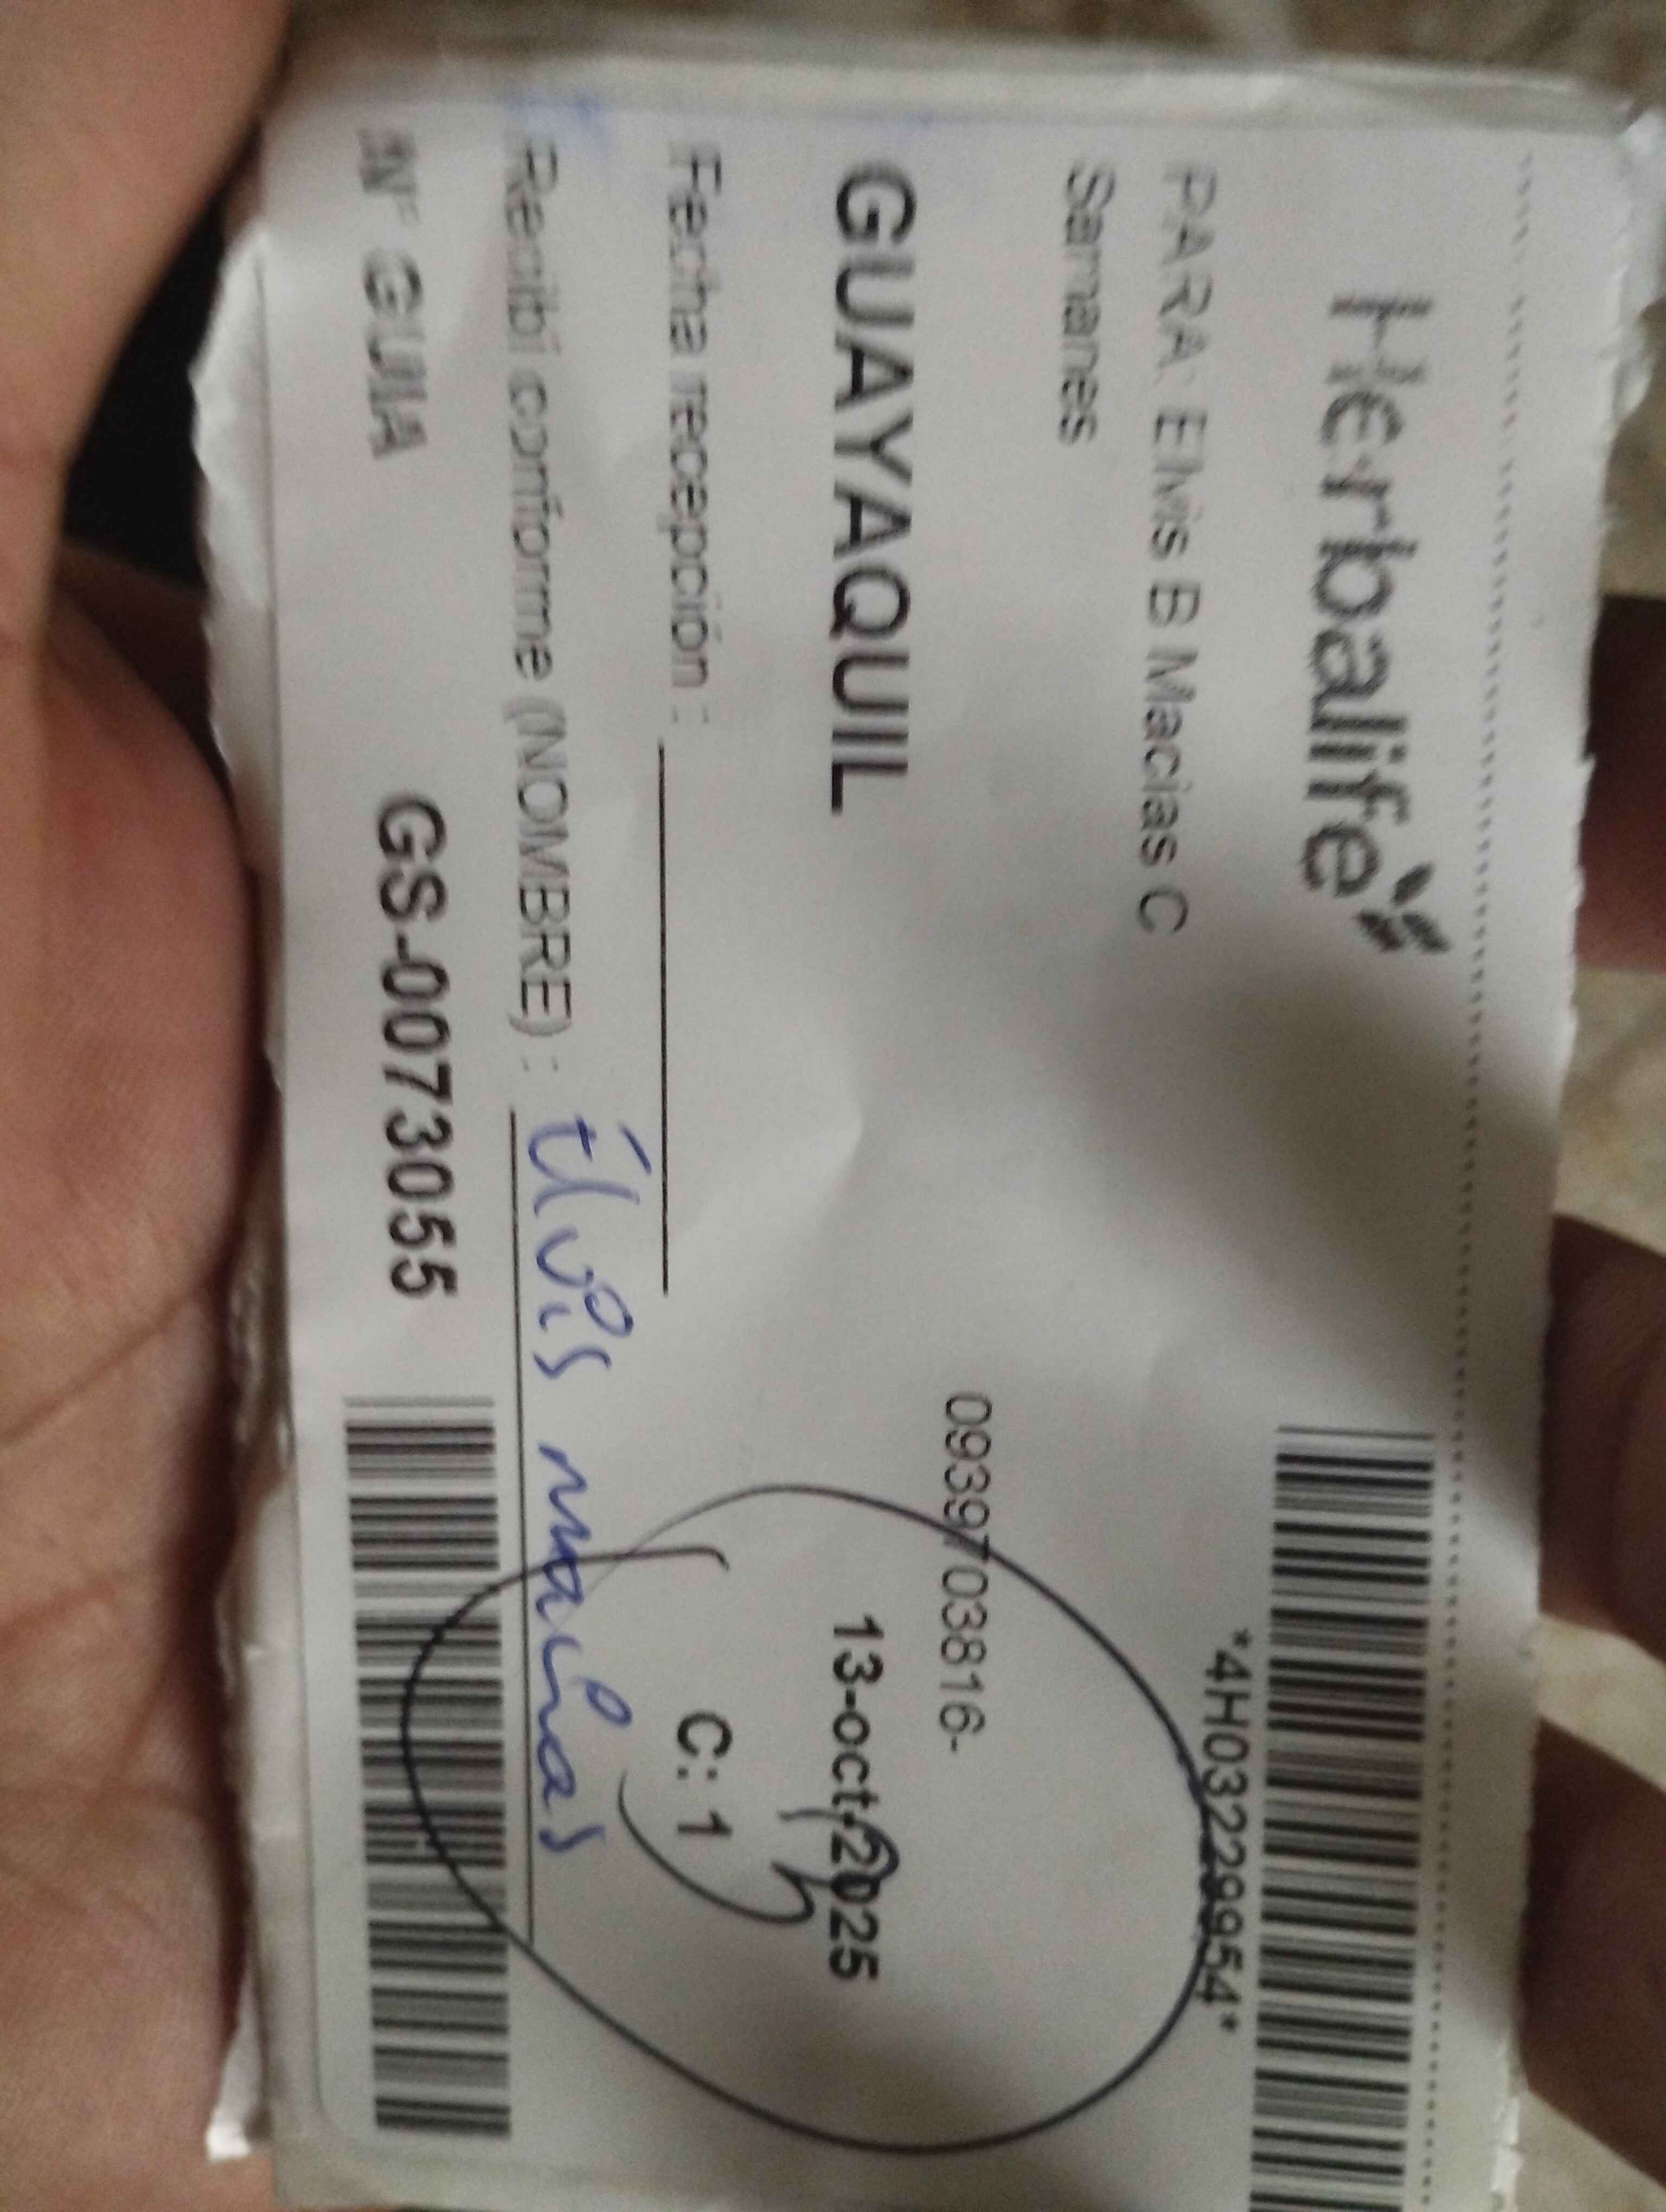 Herbalife
*4H03229954*
PARA: Elvis B Macias C
Samanes
0939703816-
GUAYAQUIL
13-oct-2025
Fecha recepción :
C: 1
Recibí conforme (NOMBRE) : Elvis macias
N° GUIA GS-00773055